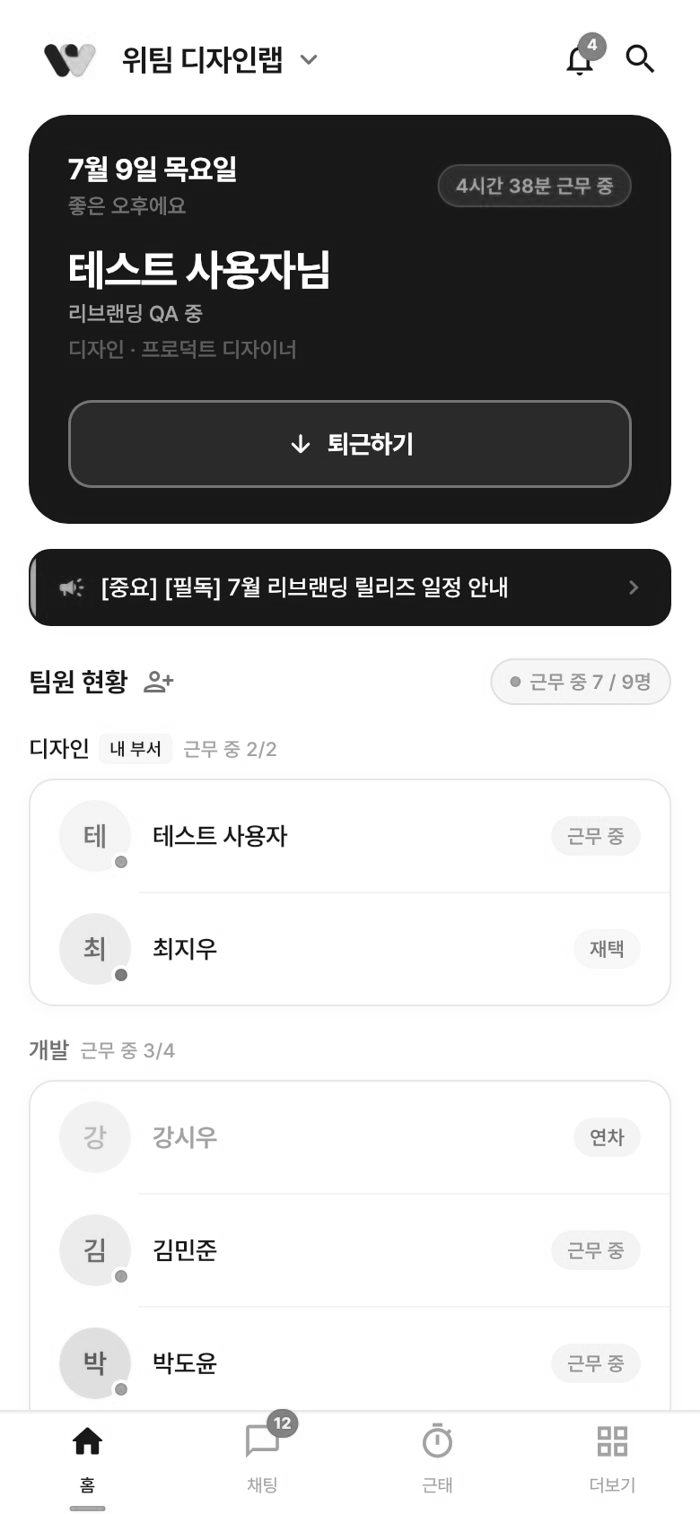 위팀 디자인랩
4
7월 9일 목요일
좋은 오후에요
4시간 38분 근무 중
테스트 사용자님
리브랜딩 QA 중
디자인 · 프로덕트 디자이너
퇴근하기
[중요] [필독] 7월 리브랜딩 릴리즈 일정 안내
팀원 현황
근무 중 7 / 9명
디자인 내 부서 근무 중 2/2
테 테스트 사용자 근무 중
최 최지우 재택
개발 근무 중 3/4
강 강시우 연차
김 김민준 근무 중
박 박도윤 근무 중
12
홈 채팅 근태 더보기